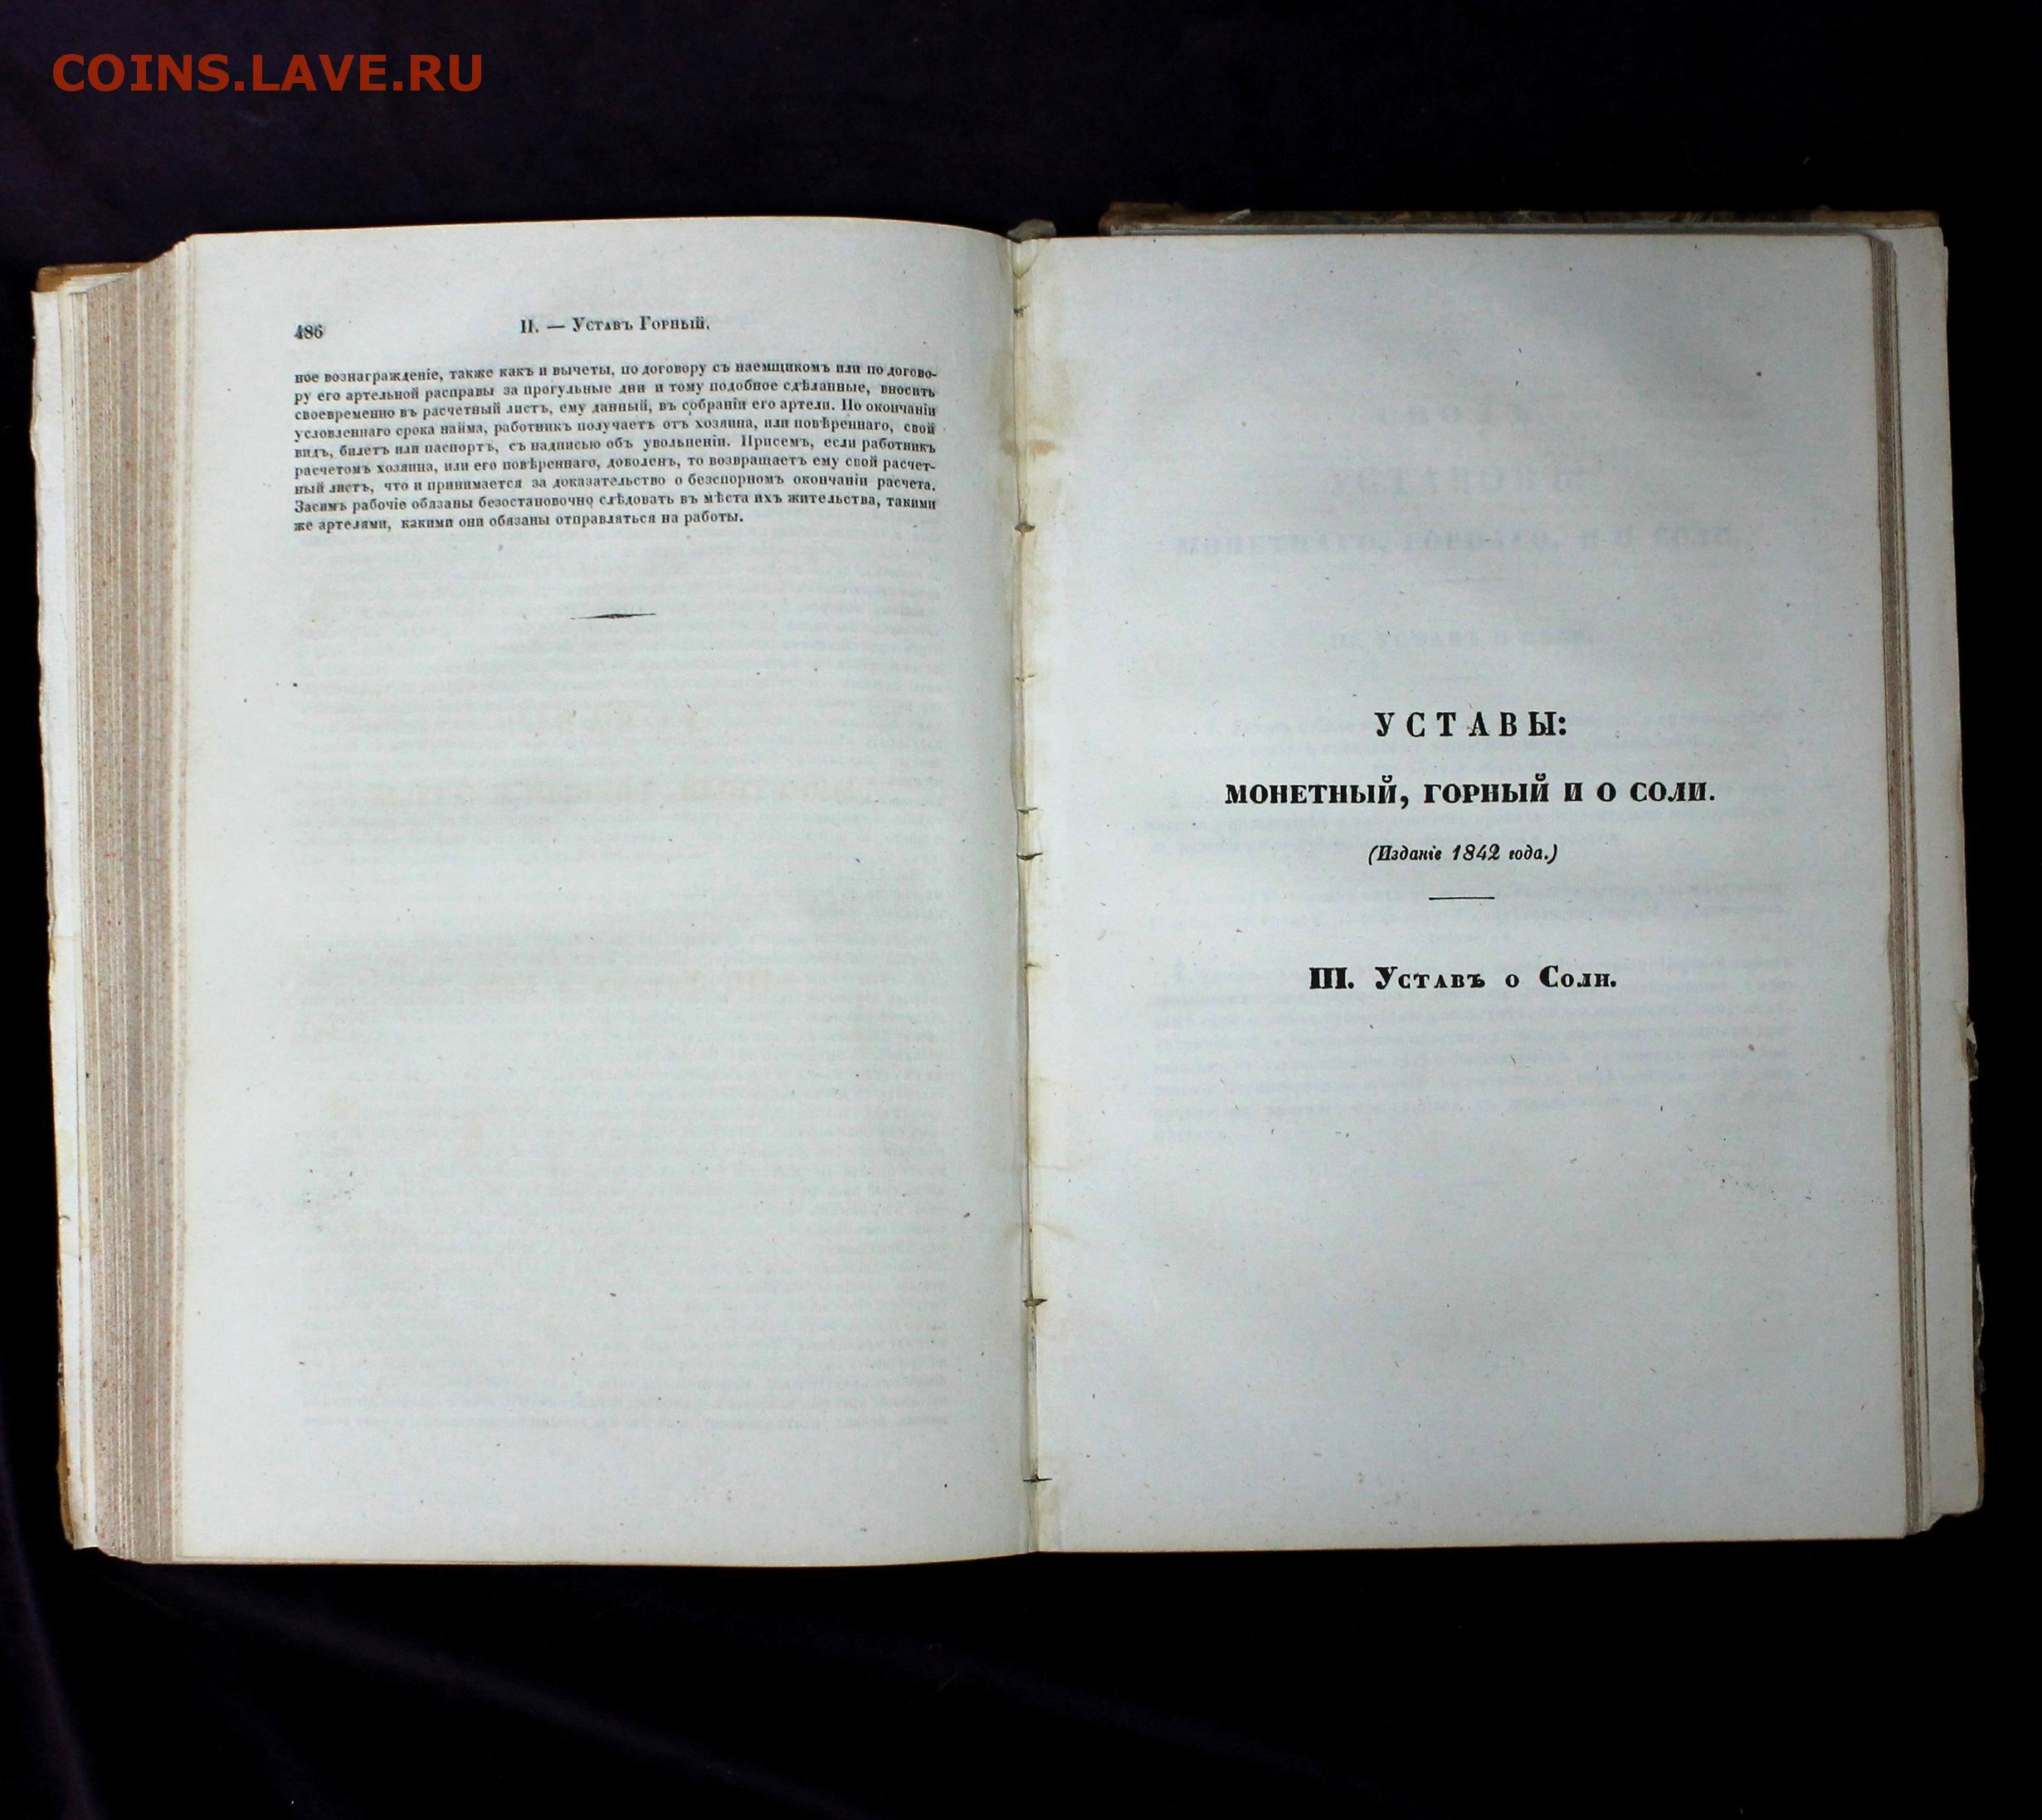 COINS.LAVE.RU
486
II. — Уставъ Горный.
ное вознагражденіе, также какъ и вычеты, по договору съ наемщикомъ или по догово-
ру его артельной расправы за прогульные дни и тому подобное сдѣланные, вносить
своевременно въ расчетный листъ, ему данный, въ собраніи его артели. По окончаніи
условленнаго срока найма, работникъ получаетъ отъ хозяина, или повѣреннаго, свой
видъ, билетъ или паспортъ, съ надписью объ увольненіи. Присемъ, если работникъ
расчетомъ хозяина, или его повѣреннаго, доволенъ, то возвращаетъ ему свой расчет-
ный листъ, что и принимается за доказательство о безспорномъ окончаніи расчета.
Засимъ рабочіе обязаны безостановочно слѣдовать въ мѣста ихъ жительства, такими
же артелями, какими они обязаны отправляться на работы.
УСТАВЫ:
МОНЕТНЫЙ, ГОРНЫЙ И О СОЛИ.
(Изданіе 1842 года.)
III. Уставъ о Соли.